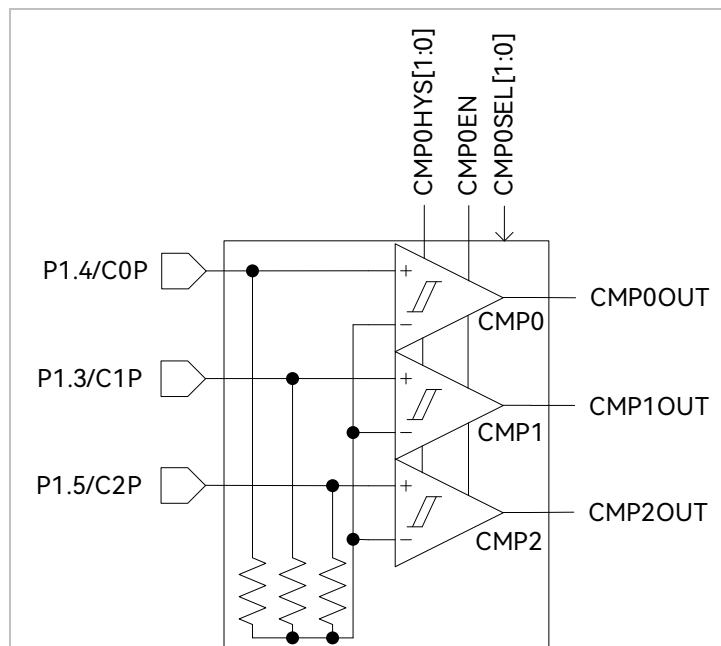 CMP0HYS[1:0]
CMP0EN
CMP0SEL[1:0]
P1.4/C0P
+
−
CMP0
CMP0OUT
P1.3/C1P
+
−
CMP1
CMP1OUT
P1.5/C2P
+
−
CMP2
CMP2OUT